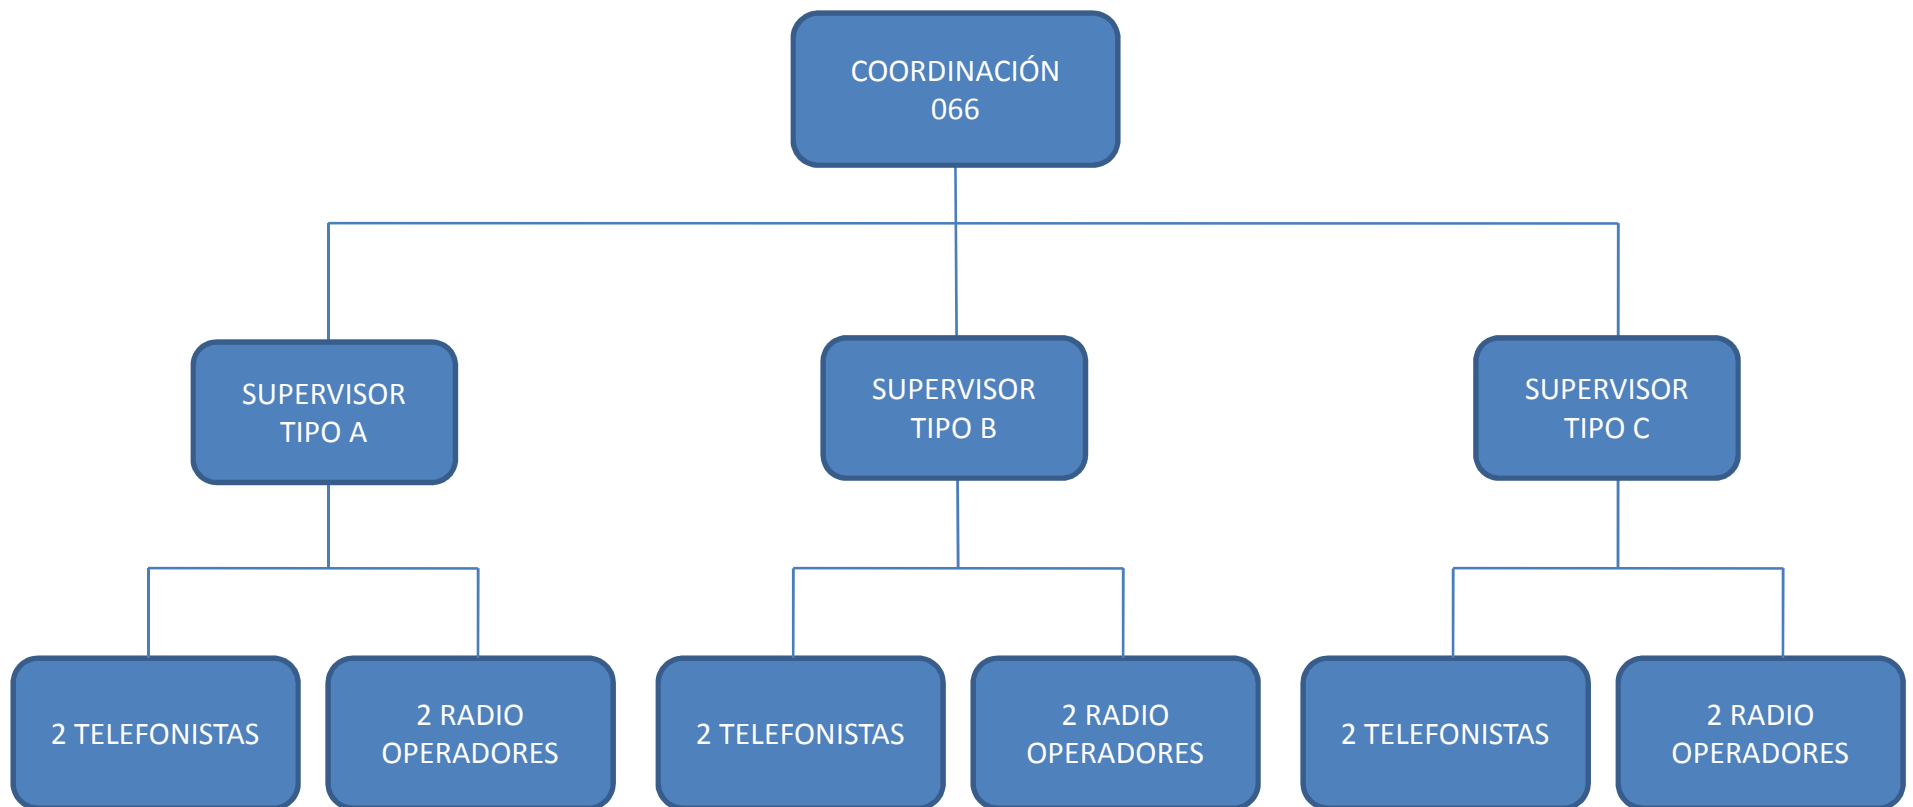 COORDINACIÓN
066
SUPERVISOR
TIPO A
SUPERVISOR
TIPO B
SUPERVISOR
TIPO C
2 TELEFONISTAS
2 RADIO
OPERADORES
2 TELEFONISTAS
2 RADIO
OPERADORES
2 TELEFONISTAS
2 RADIO
OPERADORES